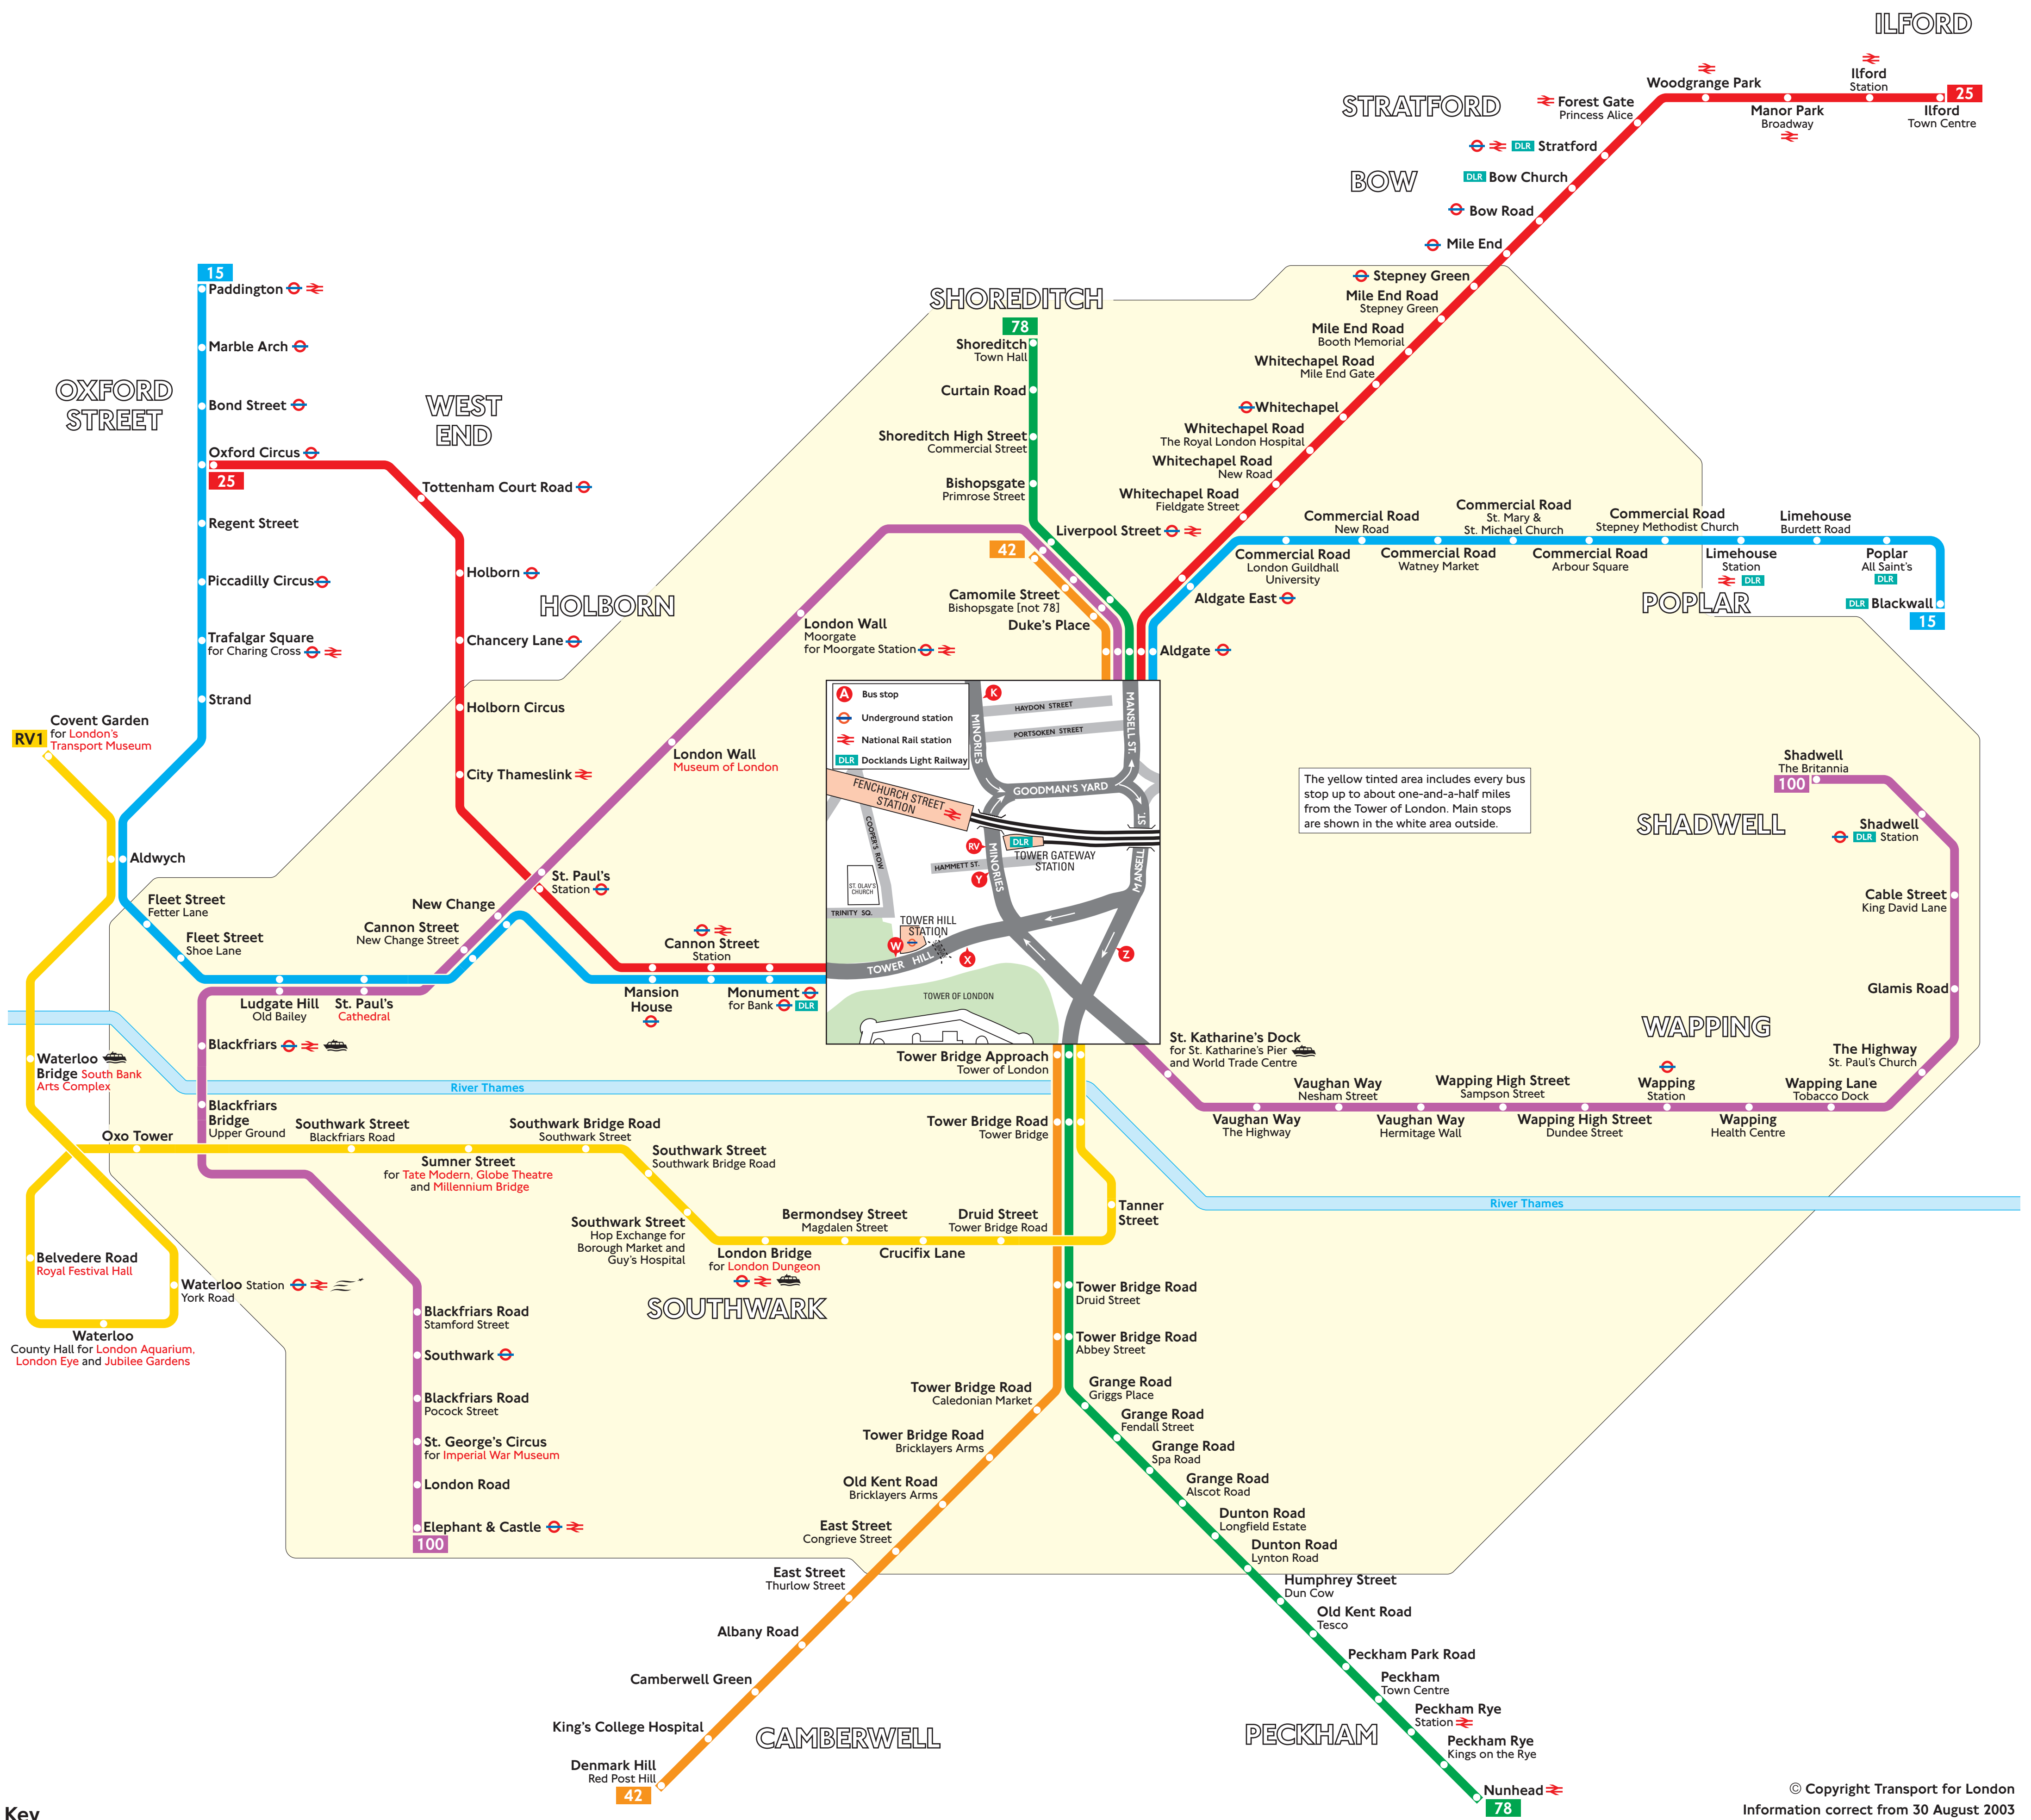 ILFORD
Woodgrange Park
Ilford
Station
25
Manor Park
Broadway
Ilford
Town Centre
STRATFORD
Forest Gate
Princess Alice
DLR Stratford
BOW
DLR Bow Church
Bow Road
Mile End
Stepney Green
Mile End Road
Stepney Green
Mile End Road
Booth Memorial
Whitechapel Road
Mile End Gate
Whitechapel
Whitechapel Road
The Royal London Hospital
Whitechapel Road
New Road
Whitechapel Road
Fieldgate Street
15
Paddington
Marble Arch
OXFORD
STREET
Bond Street
Oxford Circus
25
Regent Street
Piccadilly Circus
Trafalgar Square
for Charing Cross
Strand
WEST
END
Tottenham Court Road
Holborn
HOLBORN
Chancery Lane
Holborn Circus
City Thameslink
St. Paul's
Station
SHOREDITCH
78
Shoreditch
Town Hall
Curtain Road
Shoreditch High Street
Commercial Street
Bishopsgate
Primrose Street
Liverpool Street
42
Camomile Street
Bishopsgate [not 78]
Duke's Place
Aldgate
Aldgate East
London Wall
Moorgate
for Moorgate Station
London Wall
Museum of London
Commercial Road
London Guildhall
University
Commercial Road
New Road
Commercial Road
Watney Market
Commercial Road
St. Mary &
St. Michael Church
Commercial Road
Arbour Square
Commercial Road
Stepney Methodist Church
Limehouse
Station
DLR
Limehouse
Burdett Road
Poplar
All Saint's
DLR
POPLAR
DLR Blackwall
15
RV1
Covent Garden
for London's
Transport Museum
Aldwych
Fleet Street
Fetter Lane
Fleet Street
Shoe Lane
Ludgate Hill
Old Bailey
St. Paul's
Cathedral
Cannon Street
New Change Street
New Change
Cannon Street
Station
Mansion
House
Monument
for Bank DLR
A Bus stop
Underground station
National Rail station
DLR Docklands Light Railway
K
MINORIES
HAYDON STREET
PORTSOKEN STREET
MANSELL ST.
GOODMAN'S YARD
FENCHURCH STREET
STATION
COOPER'S ROW
RV
DLR
TOWER GATEWAY
STATION
HAMMETT ST.
MINORIES
Y
MANSELL
ST.
ST. OLAV'S
CHURCH
TRINITY SQ.
TOWER HILL
STATION
W
X
Z
TOWER HILL
TOWER OF LONDON
The yellow tinted area includes every bus
stop up to about one-and-a-half miles
from the Tower of London. Main stops
are shown in the white area outside.
Shadwell
The Britannia
100
SHADWELL
Shadwell
DLR Station
Cable Street
King David Lane
Glamis Road
WAPPING
The Highway
St. Paul's Church
Wapping Lane
Tobacco Dock
Wapping
Health Centre
Wapping
Station
Wapping High Street
Dundee Street
Wapping High Street
Sampson Street
Vaughan Way
Hermitage Wall
Vaughan Way
Nesham Street
Vaughan Way
The Highway
St. Katharine's Dock
for St. Katharine's Pier
and World Trade Centre
Blackfriars
Waterloo
Bridge South Bank
Arts Complex
River Thames
Blackfriars
Bridge
Upper Ground
Oxo Tower
Southwark Street
Blackfriars Road
Sumner Street
for Tate Modern, Globe Theatre
and Millennium Bridge
Southwark Bridge Road
Southwark Street
Southwark Street
Southwark Bridge Road
Southwark Street
Hop Exchange for
Borough Market and
Guy's Hospital
London Bridge
for London Dungeon
Bermondsey Street
Magdalen Street
Crucifix Lane
Druid Street
Tower Bridge Road
Tanner
Street
Tower Bridge Approach
Tower of London
Tower Bridge Road
Tower Bridge
River Thames
SOUTHWARK
Belvedere Road
Royal Festival Hall
Waterloo Station
York Road
Waterloo
County Hall for London Aquarium,
London Eye and Jubilee Gardens
Blackfriars Road
Stamford Street
Southwark
Blackfriars Road
Pocock Street
St. George's Circus
for Imperial War Museum
London Road
Elephant & Castle
100
Tower Bridge Road
Druid Street
Tower Bridge Road
Abbey Street
Tower Bridge Road
Caledonian Market
Tower Bridge Road
Bricklayers Arms
Old Kent Road
Bricklayers Arms
East Street
Congrieve Street
East Street
Thurlow Street
Albany Road
Camberwell Green
King's College Hospital
CAMBERWELL
Denmark Hill
Red Post Hill
42
Grange Road
Griggs Place
Grange Road
Fendall Street
Grange Road
Spa Road
Grange Road
Alscot Road
Dunton Road
Longfield Estate
Dunton Road
Lynton Road
Humphrey Street
Dun Cow
Old Kent Road
Tesco
Peckham Park Road
Peckham
Town Centre
PECKHAM
Peckham Rye
Station
Peckham Rye
Kings on the Rye
Nunhead
78
© Copyright Transport for London
Information correct from 30 August 2003
Key